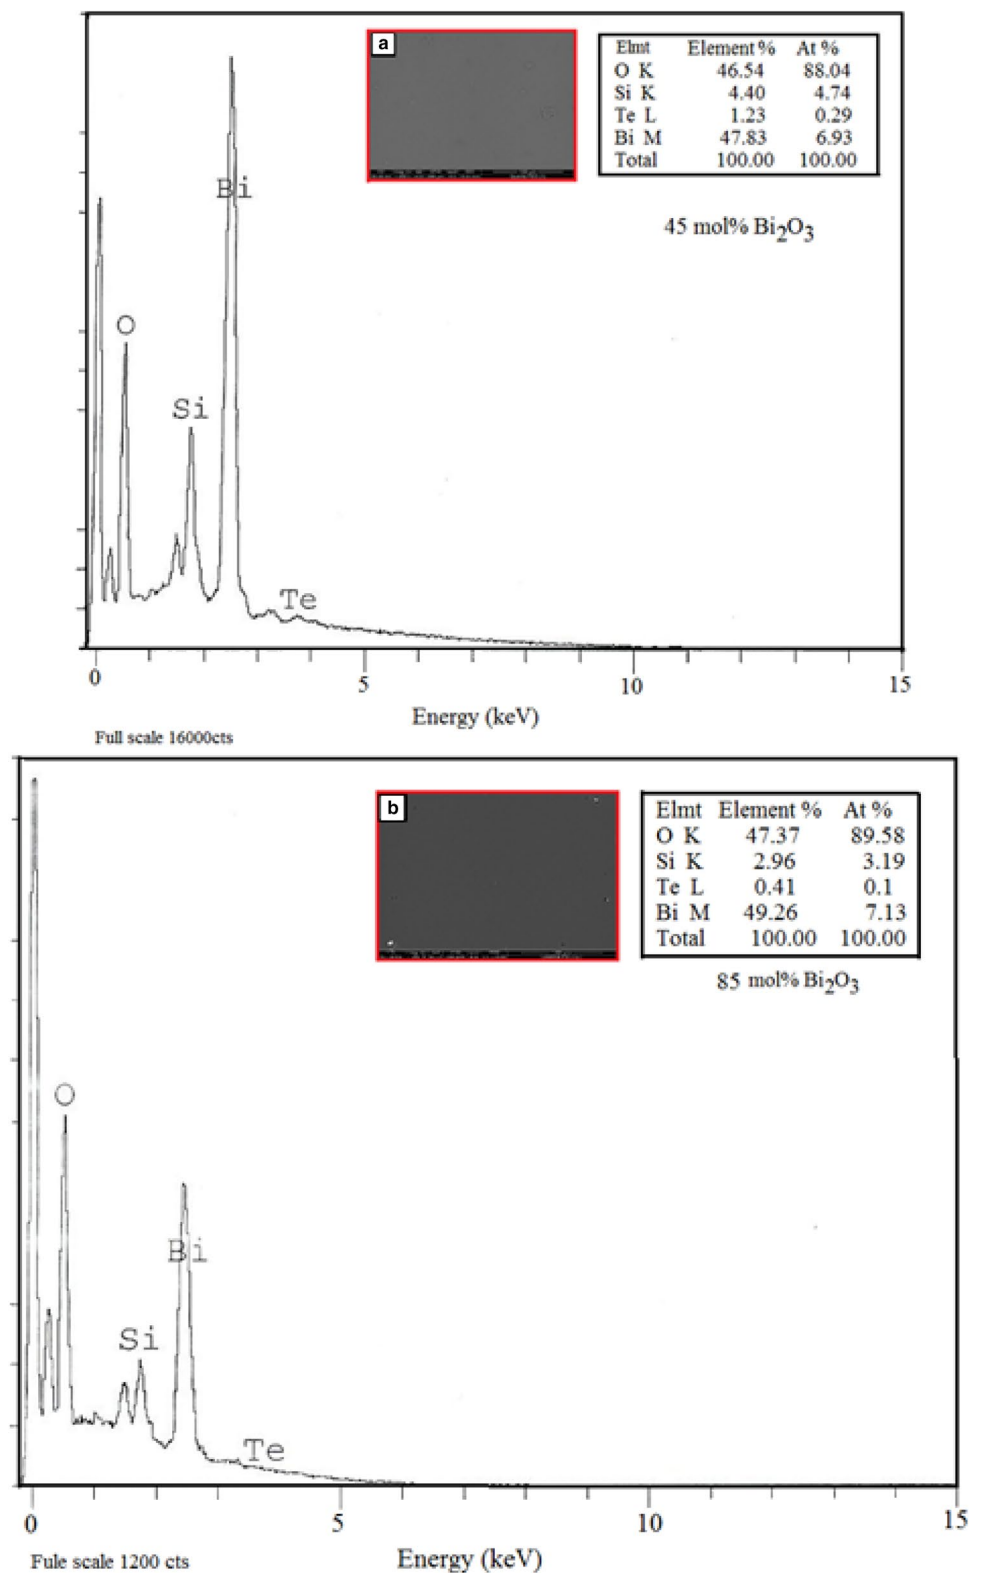 a
Elmt Element % At %
O K 46.54 88.04
Si K 4.40 4.74
Te L 1.23 0.29
Bi M 47.83 6.93
Total 100.00 100.00
45 mol% Bi₂O₃
Bi
O
Si
Te
0 5 10 15
Energy (keV)
Full scale 16000cts
b
Elmt Element % At %
O K 47.37 89.58
Si K 2.96 3.19
Te L 0.41 0.1
Bi M 49.26 7.13
Total 100.00 100.00
85 mol% Bi₂O₃
O
Bi
Si
Te
0 5 10 15
Fule scale 1200 cts
Energy (keV)